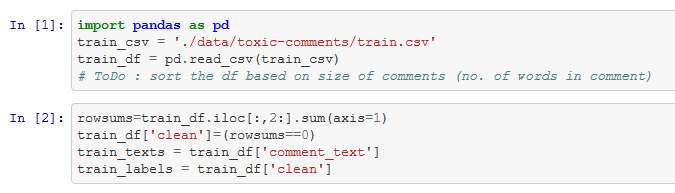 In [1]: import pandas as pd
train_csv = './data/toxic-comments/train.csv'
train_df = pd.read_csv(train_csv)
# ToDo : sort the df based on size of comments (no. of words in comment)
In [2]: rowsums=train_df.iloc[:,2:].sum(axis=1)
train_df['clean']=(rowsums==0)
train_texts = train_df['comment_text']
train_labels = train_df['clean']